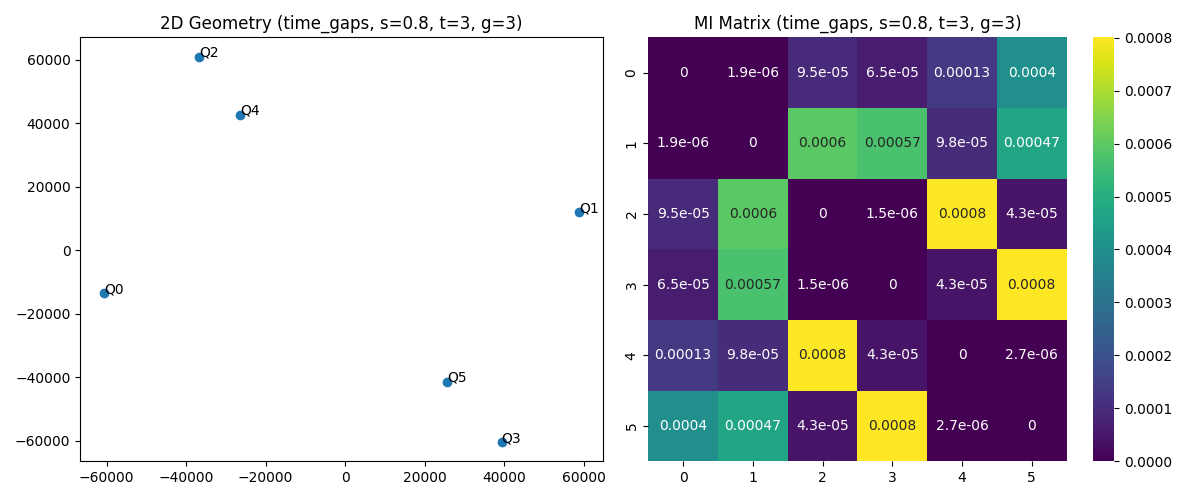 2D Geometry (time_gaps, s=0.8, t=3, g=3)
60000
40000
20000
0
−20000
−40000
−60000
Q2
Q4
Q1
Q0
Q5
Q3
−60000 −40000 −20000 0 20000 40000 60000
MI Matrix (time_gaps, s=0.8, t=3, g=3)
0 0 1.9e-06 9.5e-05 6.5e-05 0.00013 0.0004
1 1.9e-06 0 0.0006 0.00057 9.8e-05 0.00047
2 9.5e-05 0.0006 0 1.5e-06 0.0008 4.3e-05
3 6.5e-05 0.00057 1.5e-06 0 4.3e-05 0.0008
4 0.00013 9.8e-05 0.0008 4.3e-05 0 2.7e-06
5 0.0004 0.00047 4.3e-05 0.0008 2.7e-06 0
0 1 2 3 4 5
0.0008
0.0007
0.0006
0.0005
0.0004
0.0003
0.0002
0.0001
0.0000